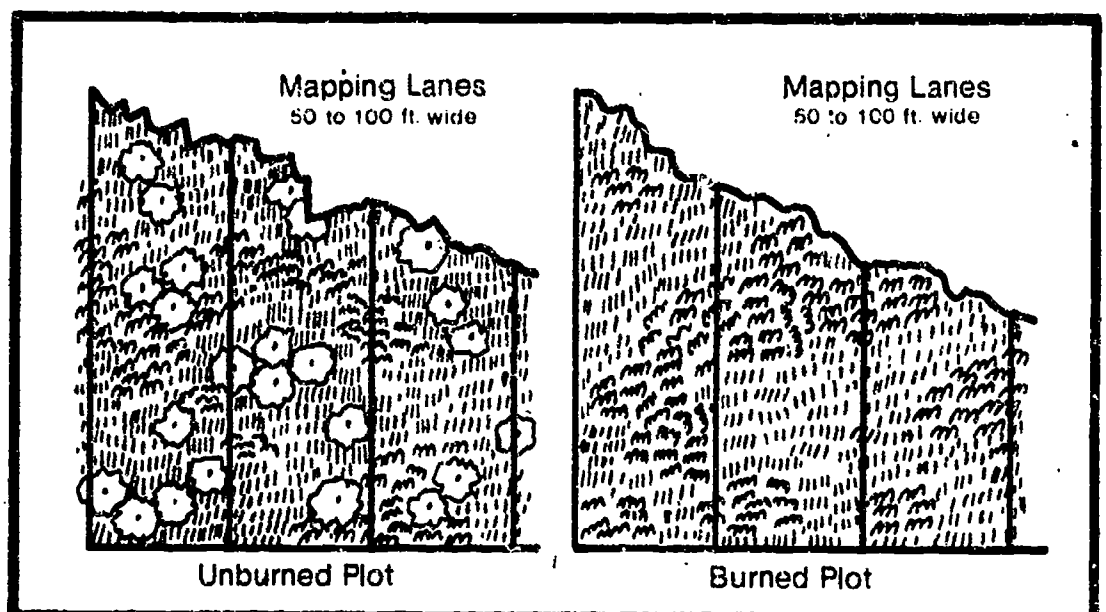 Mapping Lanes
50 to 100 ft. wide
Mapping Lanes
50 to 100 ft. wide
Unburned Plot
Burned Plot